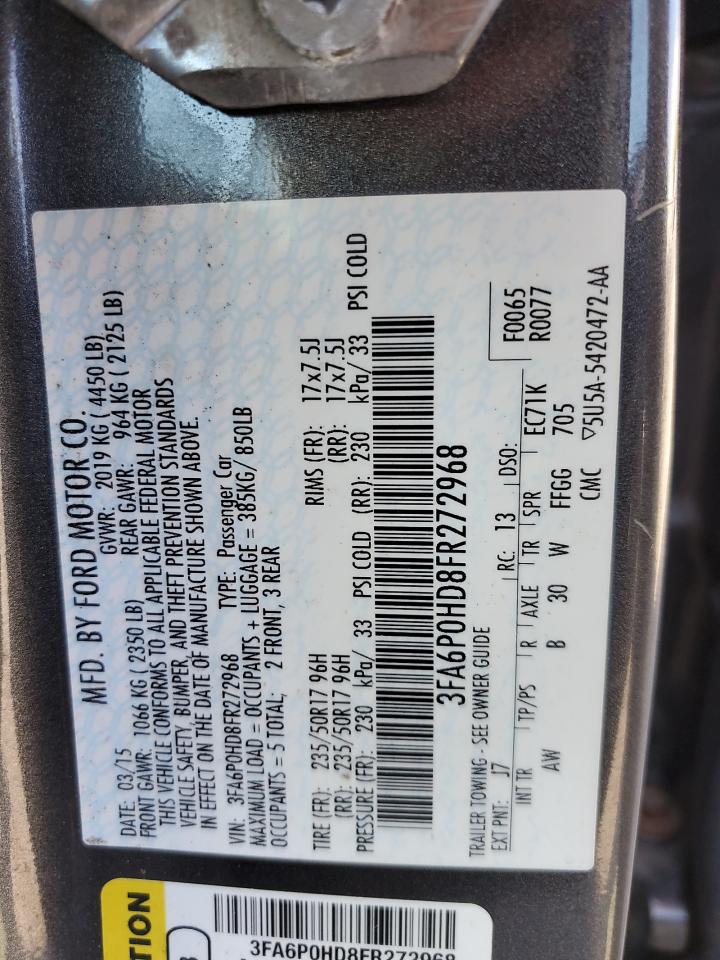 MFD. BY FORD MOTOR CO.
DATE: 03/15 GVWR: 2019 KG ( 4450 LB)
FRONT GAWR: 1066 KG ( 2350 LB) REAR GAWR: 964 KG ( 2125 LB)
THIS VEHICLE CONFORMS TO ALL APPLICABLE FEDERAL MOTOR
VEHICLE SAFETY, BUMPER, AND THEFT PREVENTION STANDARDS
IN EFFECT ON THE DATE OF MANUFACTURE SHOWN ABOVE.
VIN: 3FA6P0HD8FR272968 TYPE: Passenger Car
MAXIMUM LOAD = OCCUPANTS + LUGGAGE = 385KG/ 850LB
OCCUPANTS = 5 TOTAL; 2 FRONT, 3 REAR
TIRE (FR): 235/50R17 96H RIMS (FR): 17x7.5J
(RR): 235/50R17 96H (RR): 17x7.5J
PRESSURE (FR): 230 kPa/ 33 PSI COLD (RR): 230 kPa/ 33 PSI COLD
3FA6P0HD8FR272968
TRAILER TOWING - SEE OWNER GUIDE
EXT PNT: J7 RC: 13 DSO: F0065
R0077
INT TR TP/PS R AXLE TR SPR EC71K
AW B 30 W FFGG 705
CMC ▽5U5A-5420472-AA
TION
3FA6P0HD8FR272968